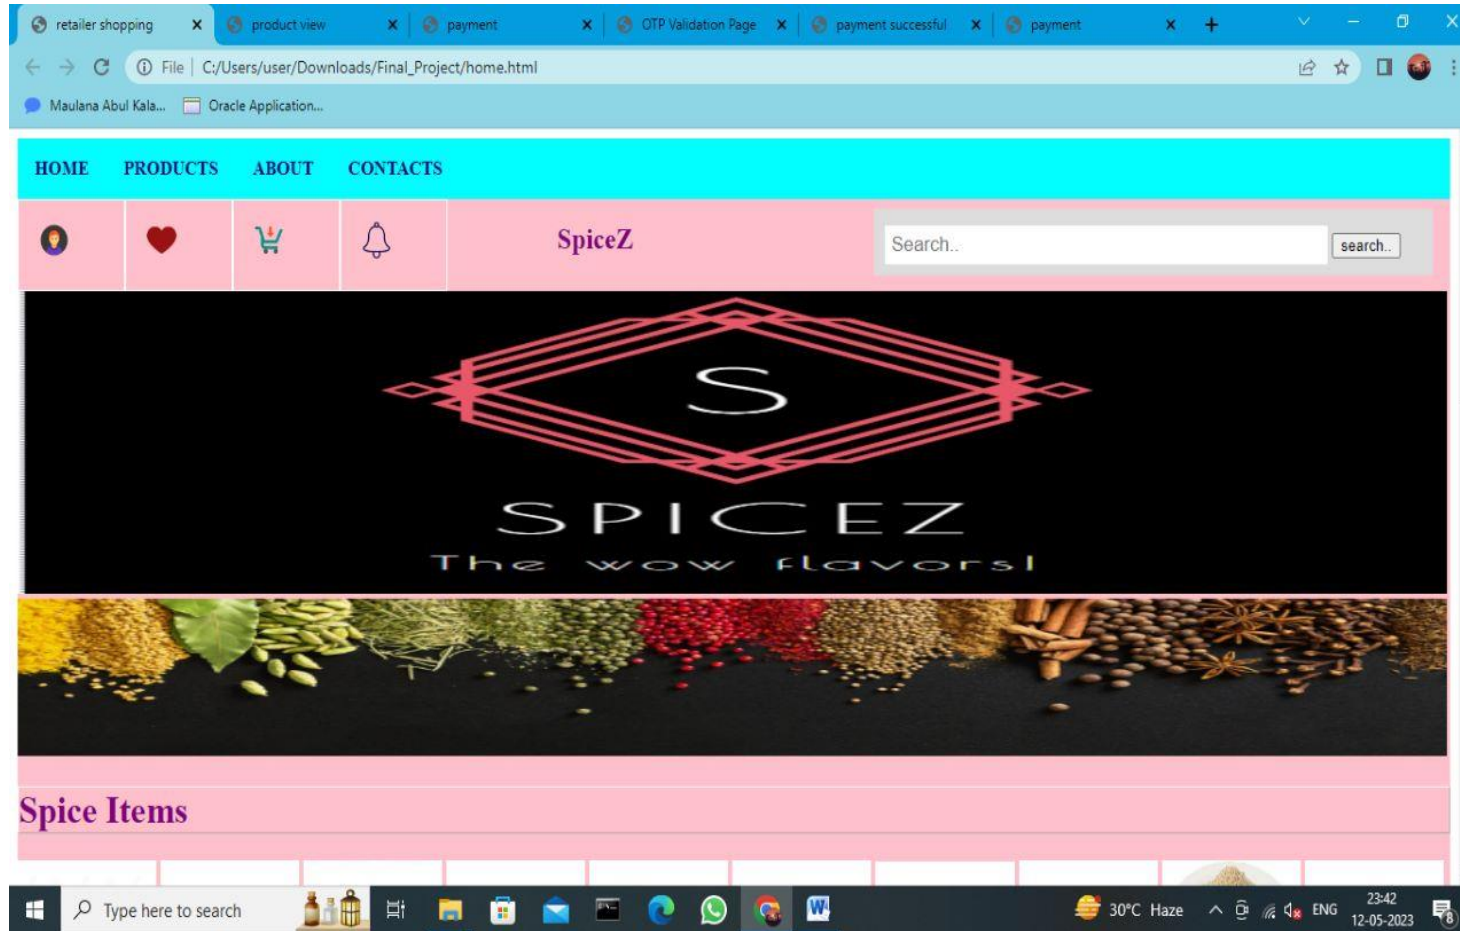 retailer shopping product view payment OTP Validation Page payment successful payment
File C:/Users/user/Downloads/Final_Project/home.html
Maulana Abul Kala... Oracle Application...
HOME PRODUCTS ABOUT CONTACTS
SpiceZ Search.. search..
S
SPICEZ
The wow flavors!
Spice Items
Type here to search 30°C Haze ENG 23:42
12-05-2023 8